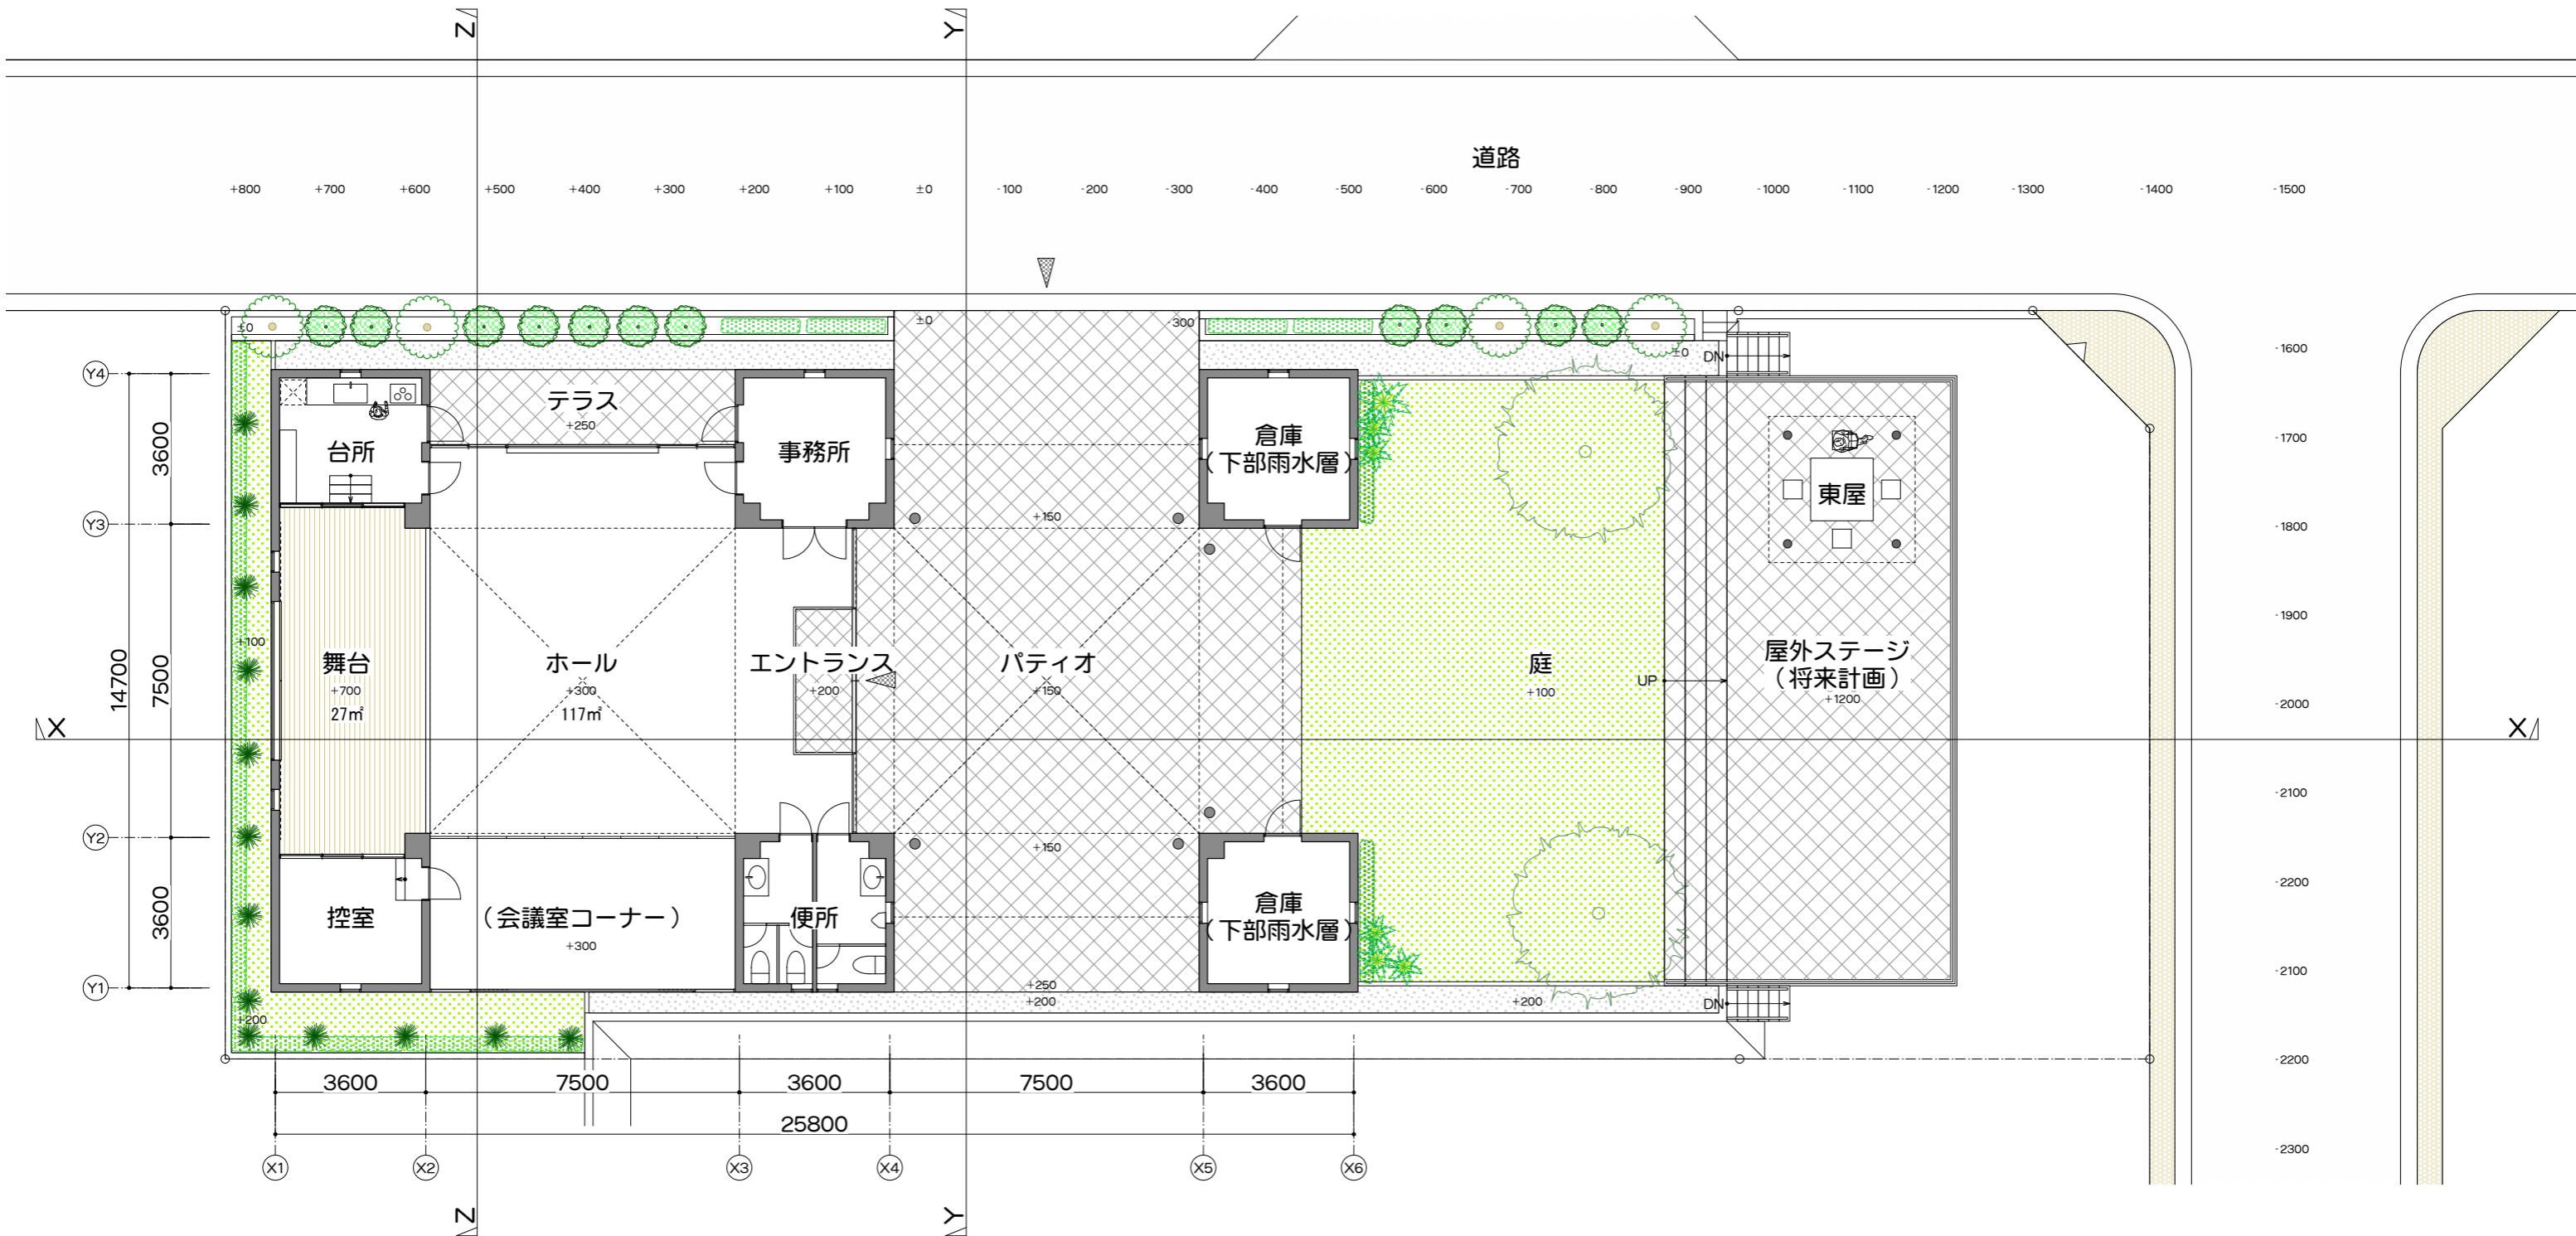 Z
Y
道路
+800 +700 +600 +500 +400 +300 +200 +100 ±0 -100 -200 -300 -400 -500 -600 -700 -800 -900 -1000 -1100 -1200 -1300 -1400 -1500
±0
±0
300
±0
DN
-1600
Y4
テラス
+250
3600
台所
事務所
倉庫
(下部雨水層)
東屋
-1700
Y3
+150
-1800
-1900
+100
14700
7500
舞台
+700
27㎡
ホール
+300
117㎡
エントランス
+200
パティオ
+150
庭
+100
UP
屋外ステージ
(将来計画)
+1200
-2000
X
X
-2100
Y2
+150
3600
控室
(会議室コーナー)
+300
便所
倉庫
(下部雨水層)
-2200
Y1
+250
+200
+200
+200
DN
-2100
-2200
3600 7500 3600 7500 3600
25800
X1 X2 X3 X4 X5 X6
-2300
Z
Y